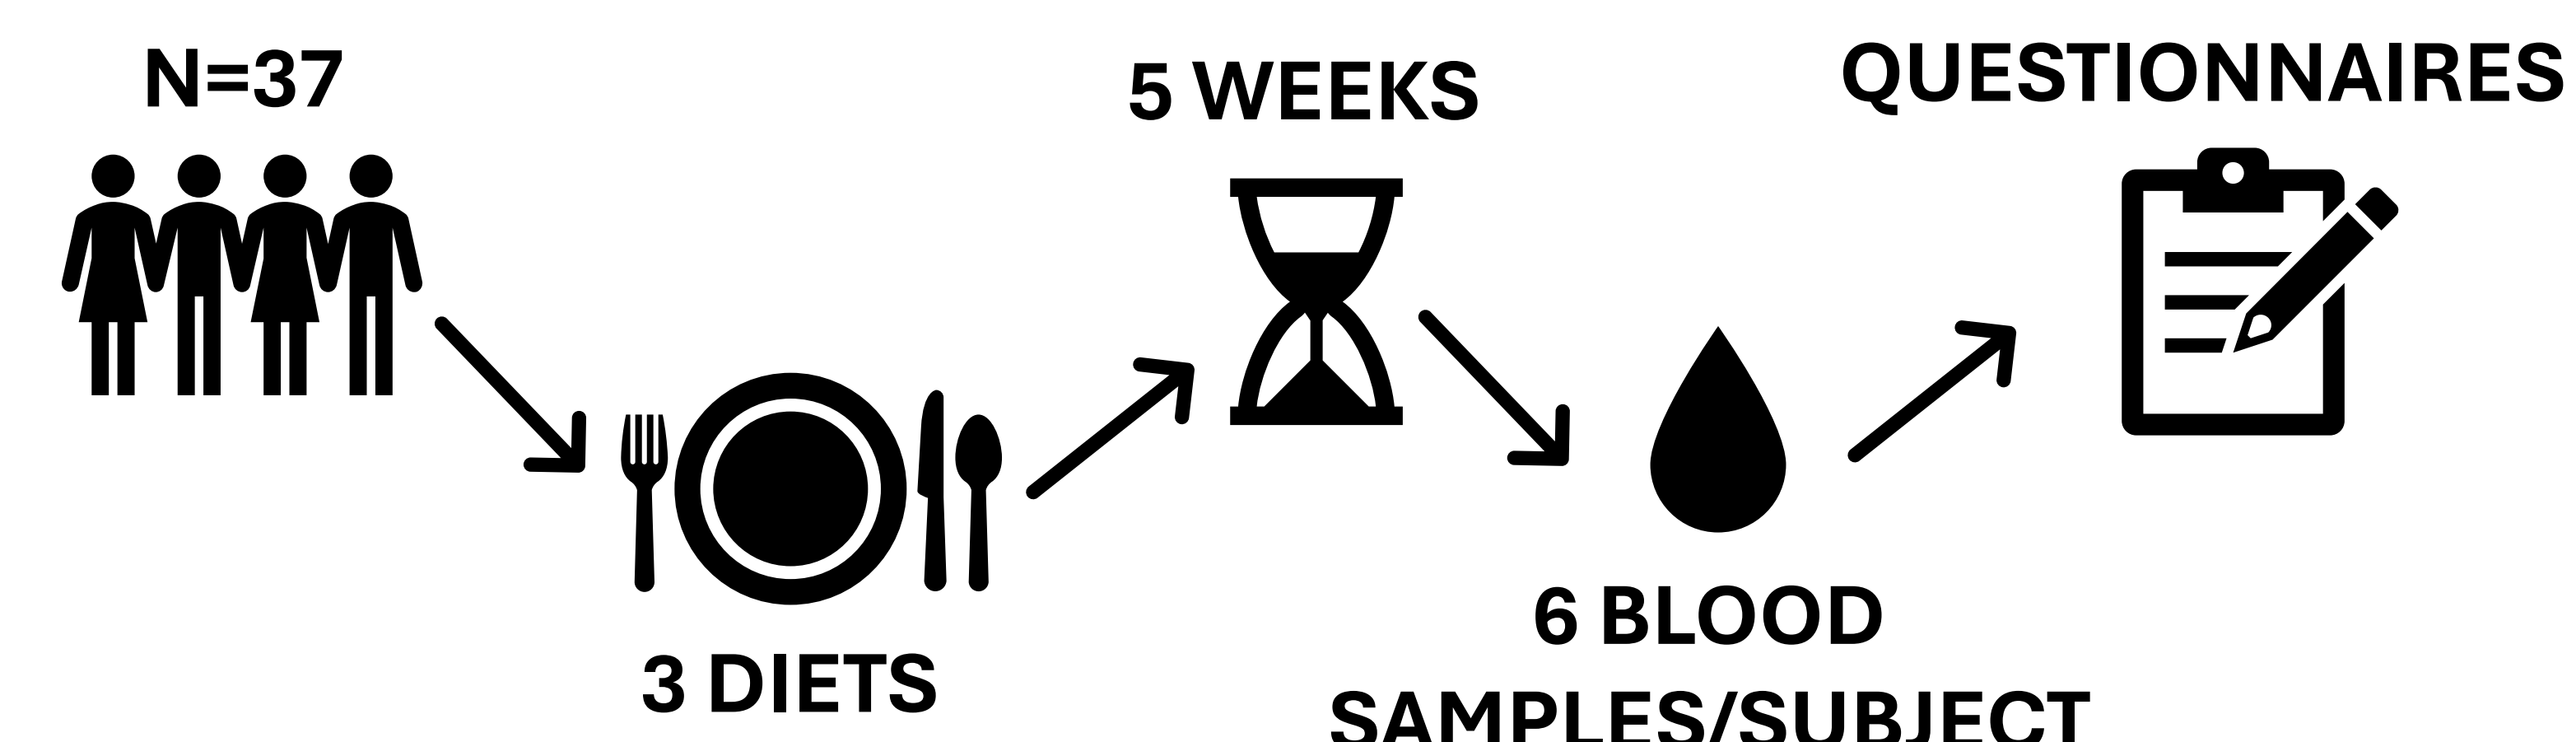 N=37
3 DIETS
5 WEEKS
6 BLOOD
SAMPLES/SUBJECT
QUESTIONNAIRES